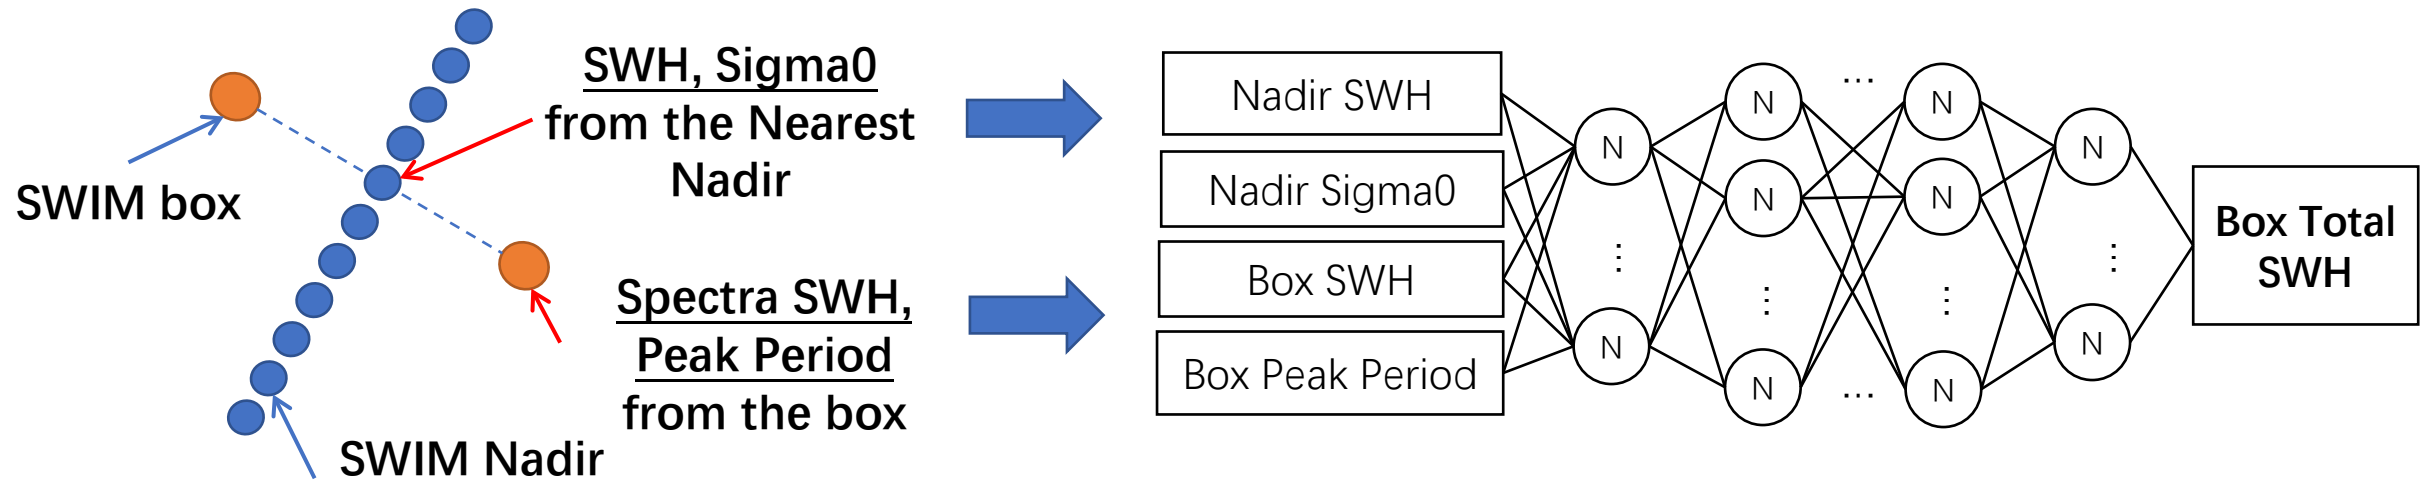 SWIM box
SWH, Sigma0
from the Nearest
Nadir
Spectra SWH,
Peak Period
from the box
SWIM Nadir
Nadir SWH
Nadir Sigma0
Box SWH
Box Peak Period
N
N
⋮
N
N
⋮
N
...
N
N
⋮
N
...
N
⋮
N
Box Total
SWH